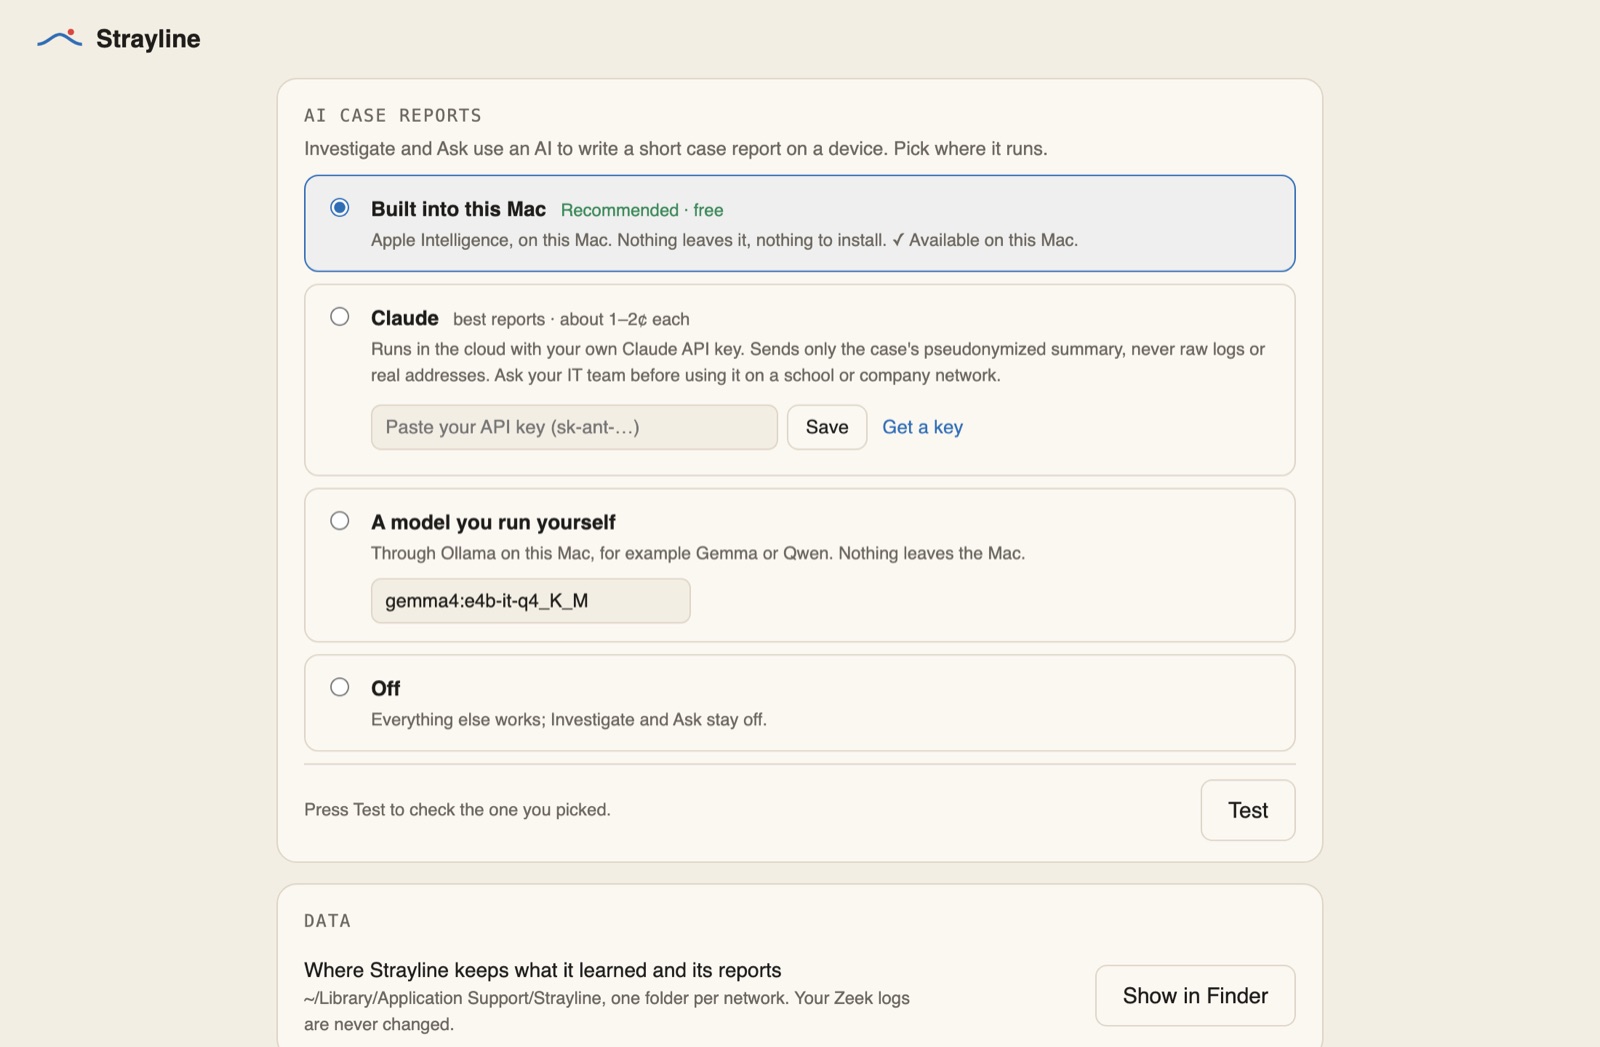 Strayline
AI CASE REPORTS
Investigate and Ask use an AI to write a short case report on a device. Pick where it runs.
Built into this Mac Recommended · free
Apple Intelligence, on this Mac. Nothing leaves it, nothing to install. ✓ Available on this Mac.
Claude best reports · about 1–2¢ each
Runs in the cloud with your own Claude API key. Sends only the case's pseudonymized summary, never raw logs or
real addresses. Ask your IT team before using it on a school or company network.
Paste your API key (sk-ant-…) Save Get a key
A model you run yourself
Through Ollama on this Mac, for example Gemma or Qwen. Nothing leaves the Mac.
gemma4:e4b-it-q4_K_M
Off
Everything else works; Investigate and Ask stay off.
Press Test to check the one you picked. Test
DATA
Where Strayline keeps what it learned and its reports
~/Library/Application Support/Strayline, one folder per network. Your Zeek logs
are never changed.
Show in Finder